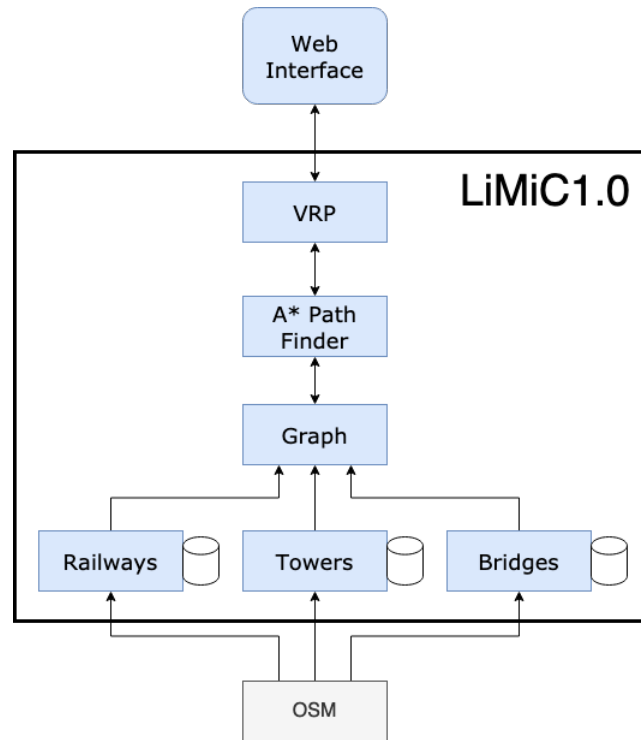 Web
Interface
LiMiC1.0
VRP
A* Path
Finder
Graph
Railways
Towers
Bridges
OSM